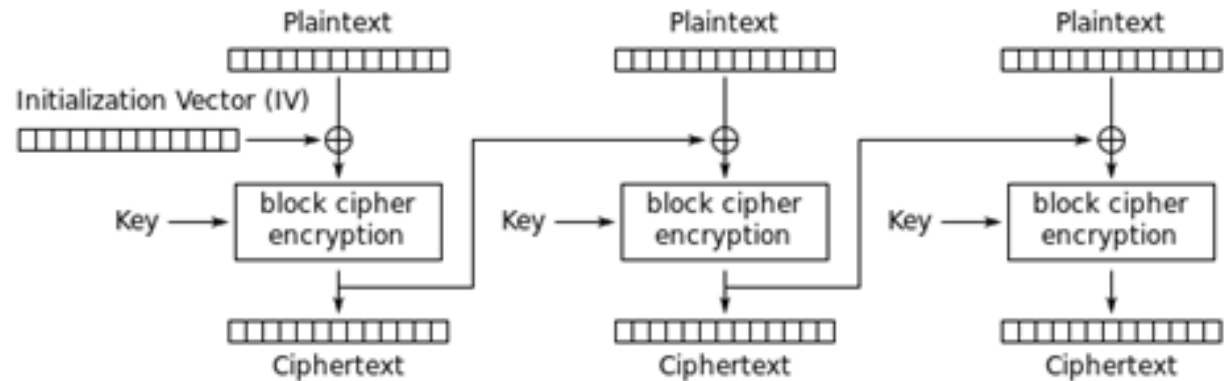 Plaintext
Plaintext
Plaintext
Initialization Vector (IV)
Key
block cipher
encryption
Key
block cipher
encryption
Key
block cipher
encryption
Ciphertext
Ciphertext
Ciphertext